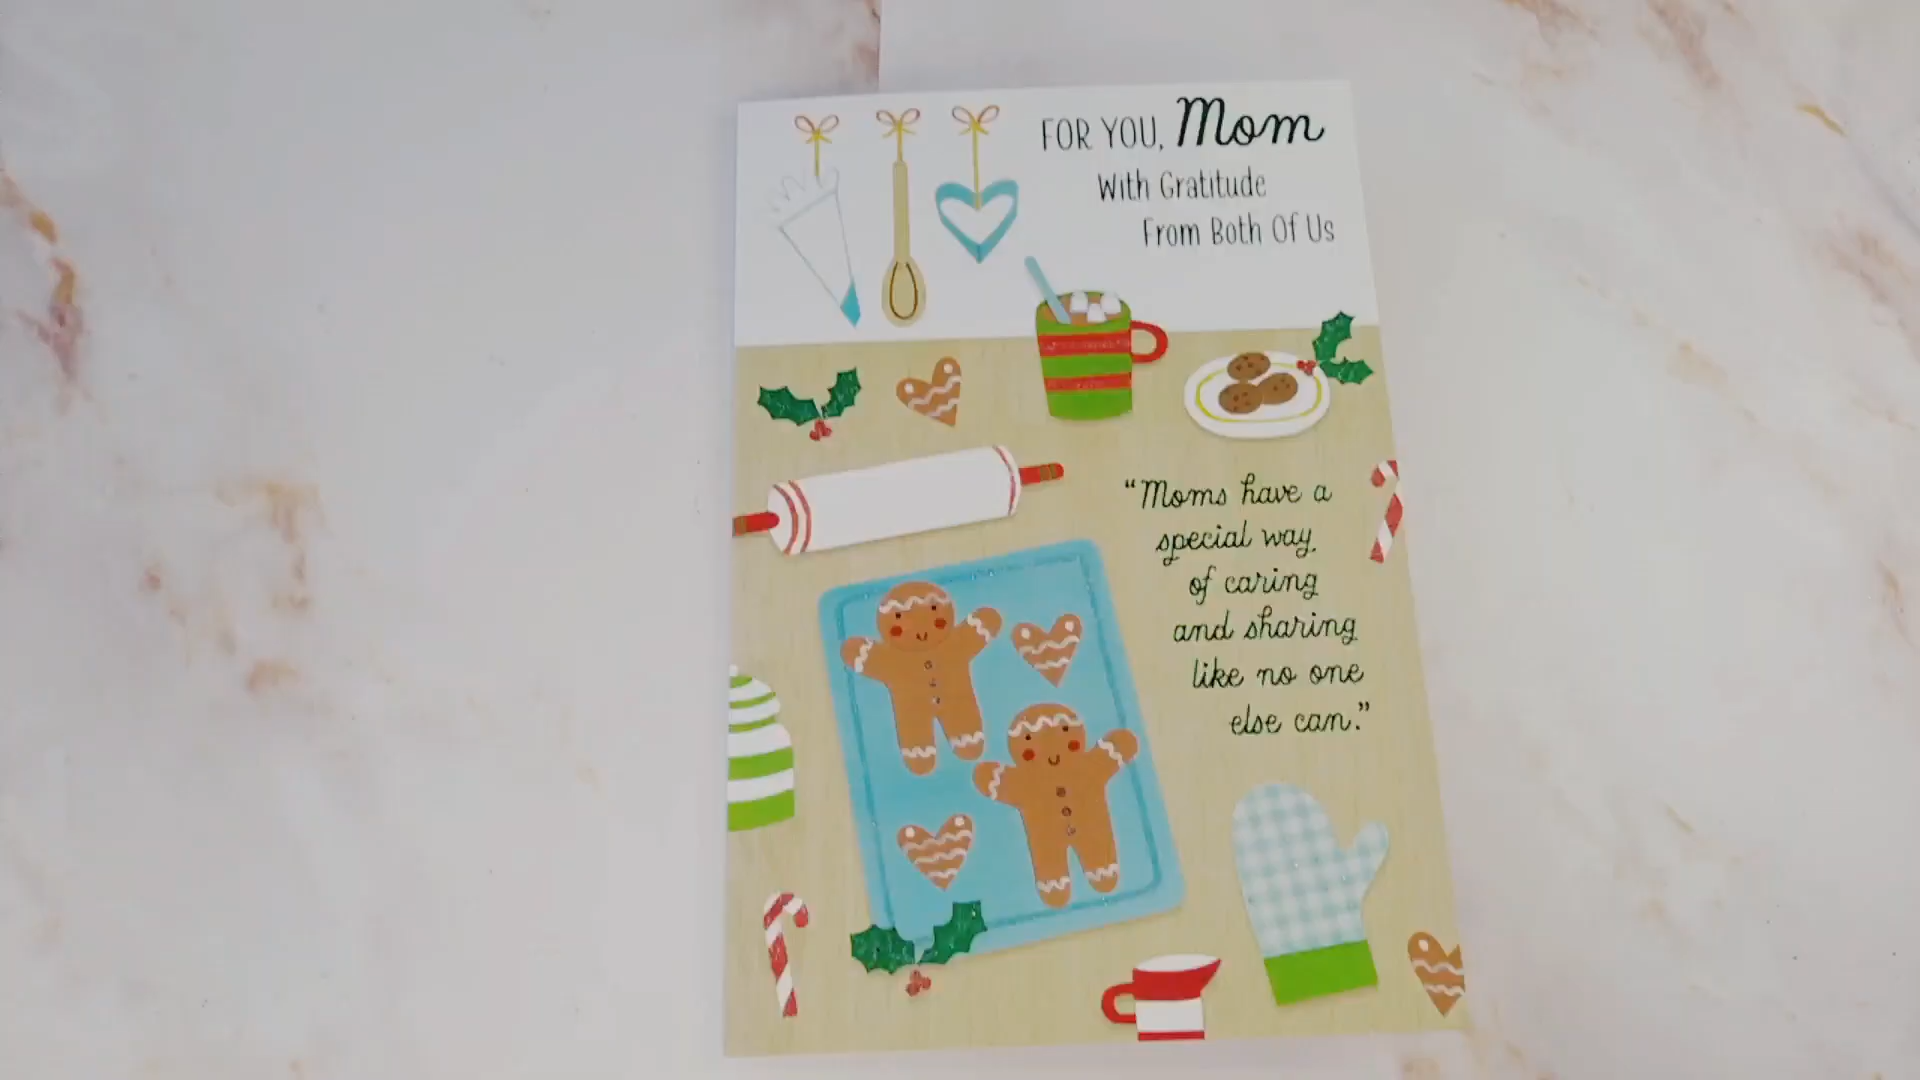 FOR YOU, Mom
With Gratitude
From Both Of Us
"Moms have a
special way
of caring
and sharing
like no one
else can."